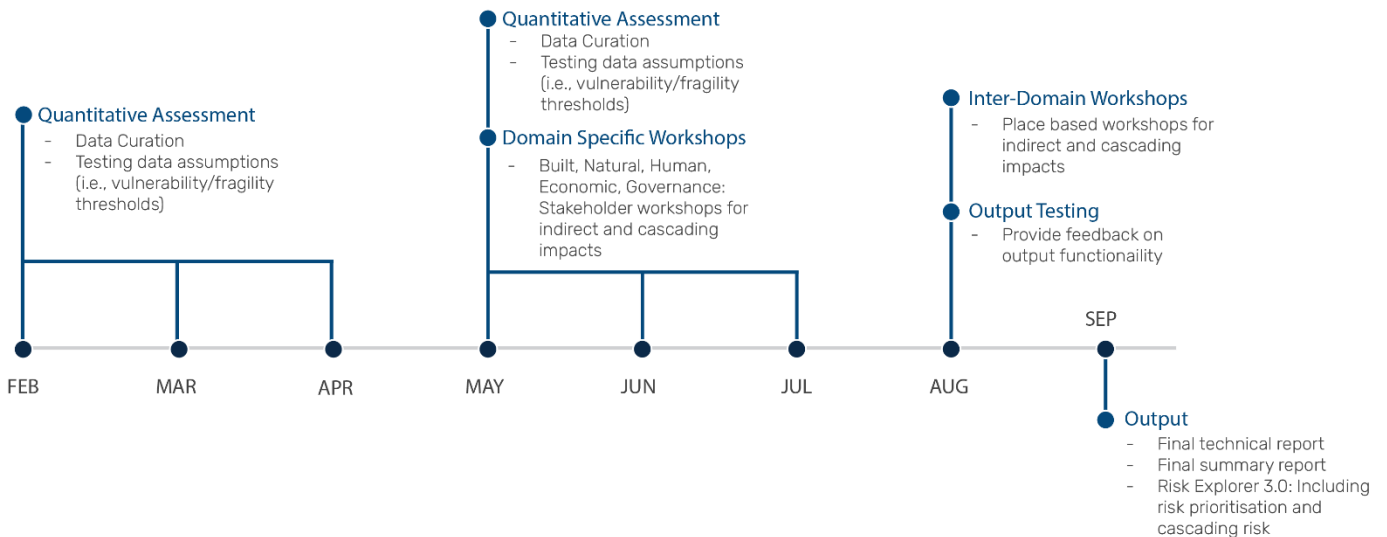 Quantitative Assessment
- Data Curation
- Testing data assumptions
(i.e., vulnerability/fragility
thresholds)
Quantitative Assessment
- Data Curation
- Testing data assumptions
(i.e., vulnerability/fragility
thresholds)
Domain Specific Workshops
- Built, Natural, Human,
Economic, Governance:
Stakeholder workshops for
indirect and cascading
impacts
Inter-Domain Workshops
- Place based workshops for
indirect and cascading
impacts
Output Testing
- Provide feedback on
output functionaility
FEB
MAR
APR
MAY
JUN
JUL
AUG
SEP
Output
- Final technical report
- Final summary report
- Risk Explorer 3.0: Including
risk prioritisation and
cascading risk